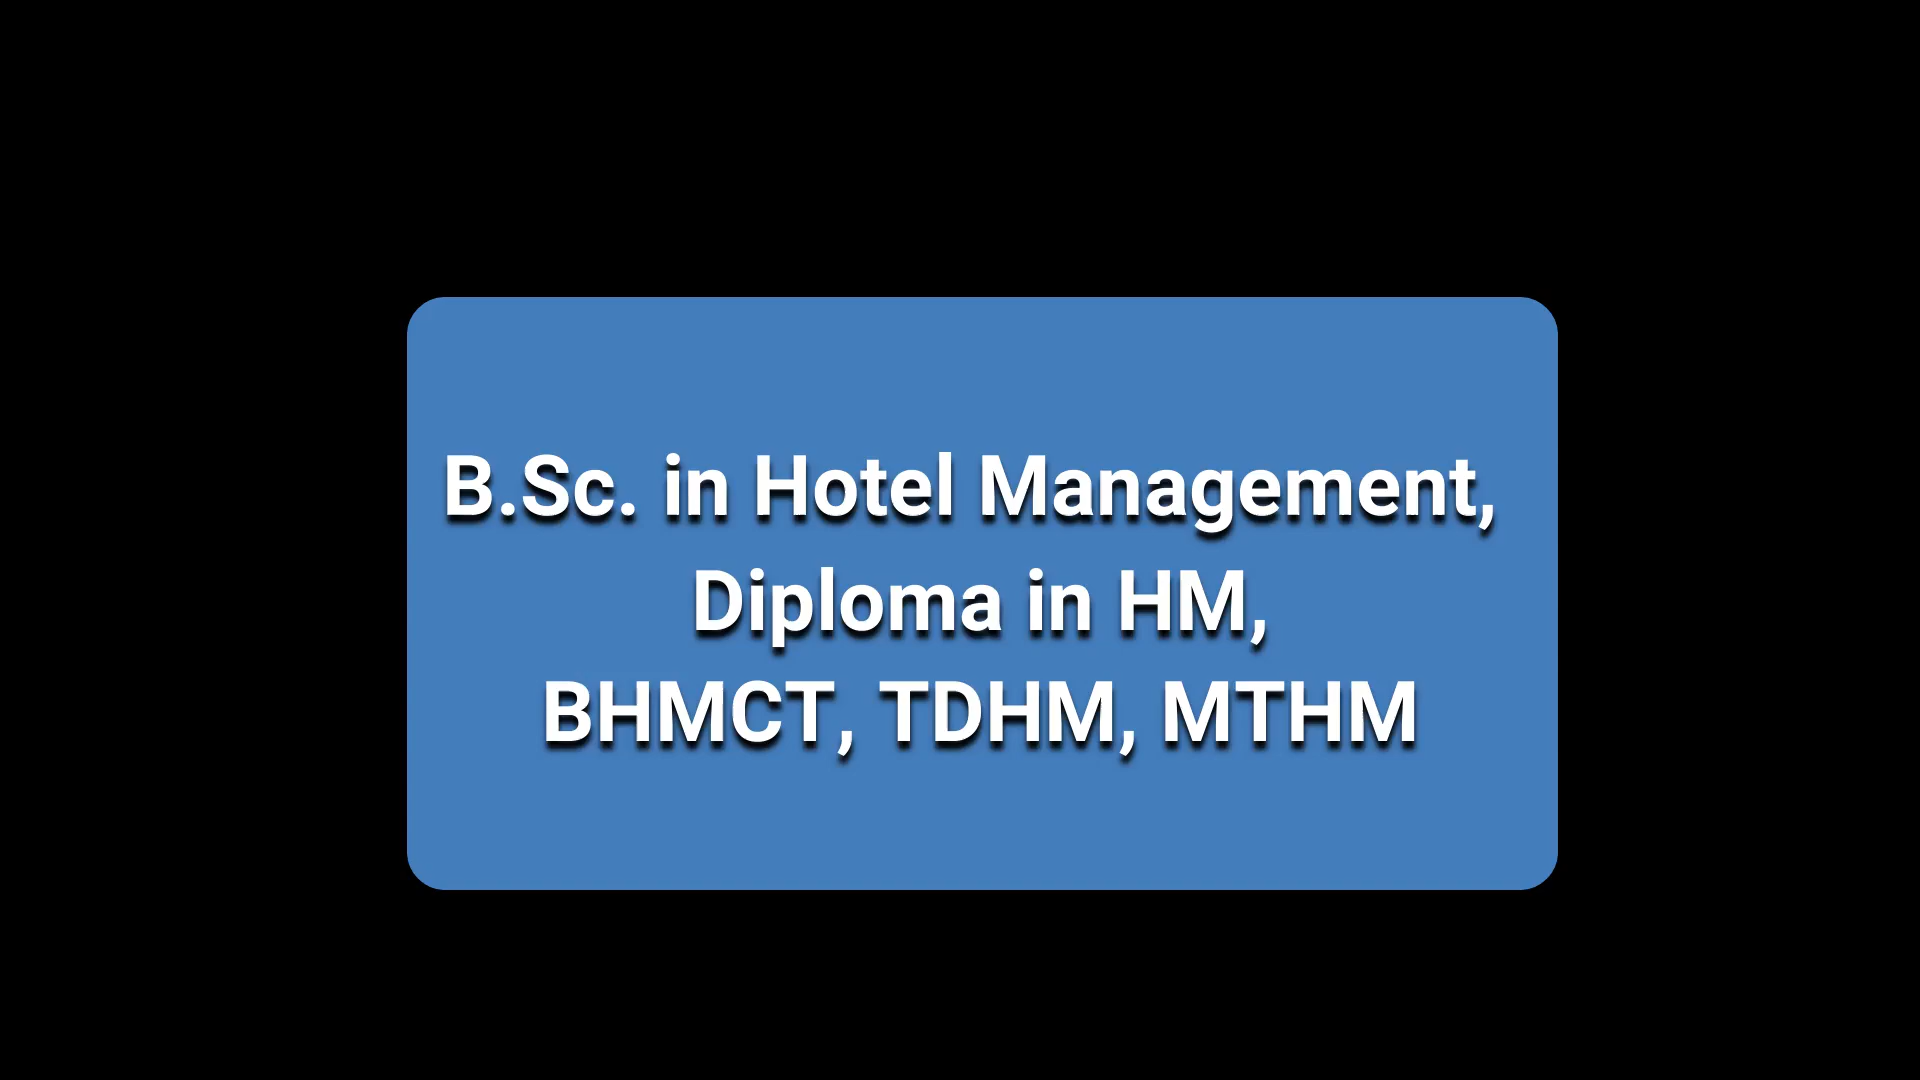 B.Sc. in Hotel Management,
Diploma in HM,
BHMCT, TDHM, MTHM